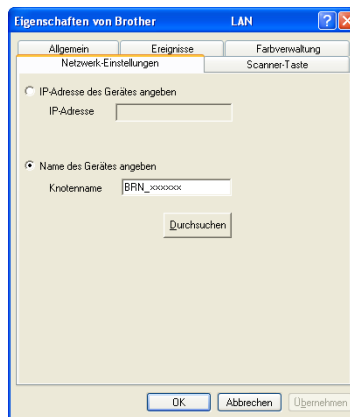 Eigenschaften von Brother LAN
Allgemein Ereignisse Farbverwaltung
Netzwerk-Einstellungen Scanner-Taste
IP-Adresse des Gerätes angeben
IP-Adresse
Name des Gerätes angeben
Knotenname BRN_xxxxxx
Durchsuchen
OK Abbrechen Übernehmen